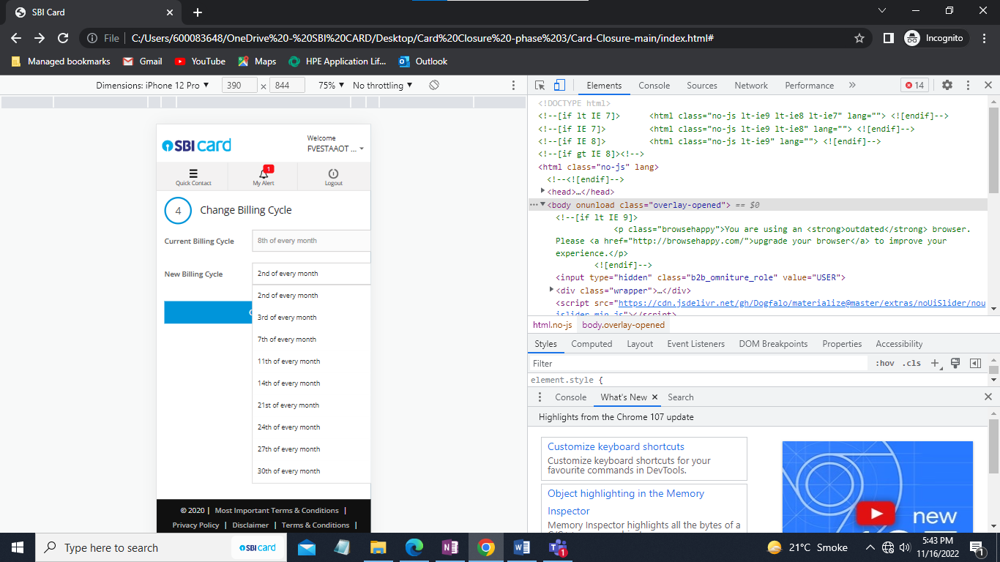 SBI Card
File
C:/Users/600083648/OneDrive%20-%20SBI%20CARD/Desktop/Card%20Closure%20-phase%203/Card-Closure-main/index.html#
Incognito
Managed bookmarks Gmail YouTube Maps HPE Application Lif... Outlook
Dimensions: iPhone 12 Pro ▼ 390 × 844 75% ▼ No throttling ▼
SBI card
Welcome
FVESTAAOT ...
1
Quick Contact My Alert Logout
4 Change Billing Cycle
Current Billing Cycle 8th of every month
New Billing Cycle 2nd of every month
2nd of every month
3rd of every month
7th of every month
11th of every month
14th of every month
21st of every month
24th of every month
27th of every month
30th of every month
© 2020 | Most Important Terms & Conditions |
Privacy Policy | Disclaimer | Terms & Conditions |
Elements Console Sources Network Performance » 14
<!DOCTYPE html>
<!--[if lt IE 7]> <html class="no-js lt-ie9 lt-ie8 lt-ie7" lang=""> <![endif]-->
<!--[if IE 7]> <html class="no-js lt-ie9 lt-ie8" lang=""> <![endif]-->
<!--[if IE 8]> <html class="no-js lt-ie9" lang=""> <![endif]-->
<!--[if gt IE 8]><!-->
<html class="no-js" lang>
<!--<![endif]-->
<head>…</head>
<body onunload class="overlay-opened"> == $0
<!--[if lt IE 9]>
<p class="browsehappy">You are using an <strong>outdated</strong> browser.
Please <a href="http://browsehappy.com/">upgrade your browser</a> to improve your
experience.</p>
<![endif]-->
<input type="hidden" class="b2b_omniture_role" value="USER">
<div class="wrapper">…</div>
<script src="https://cdn.jsdelivr.net/gh/Dogfalo/materialize@master/extras/noUiSlider/nou
islider.min.js"></script>
html.no-js body.overlay-opened
Styles Computed Layout Event Listeners DOM Breakpoints Properties Accessibility
Filter :hov .cls +
element.style {
Console What's New × Search
Highlights from the Chrome 107 update
Customize keyboard shortcuts
Customize keyboard shortcuts for your
favourite commands in DevTools.
Object highlighting in the Memory
Inspector
Memory Inspector highlights all the bytes of a
new
Type here to search
SBI card
1
21°C Smoke
5:43 PM
11/16/2022
1